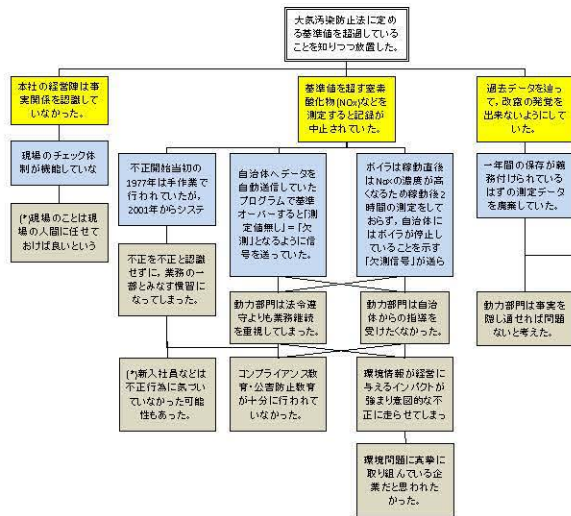 大気汚染防止法に定める
基準値を超過している
ことを知りつつ放置した。
本社の経営陣は事
実関係を認識して
いなかった。
基準値を超す窒素
酸化物(NOx)などを
測定すると記録が
中止されていた。
過去データを遡っ
て,改竄の発覚を
出来ないようにし
ていた。
現場のチェック体
制が機能していな
不正開始当初の
1977年は手作業で
行われていたが,
2001年からシステ
自治体へデータを
自動送信していた
プログラムで基準
オーバーすると「測
定値無し」=「欠
測」となるように信
号を送っていた。
ボイラは稼動直後
はNoxの濃度が高
くなるため稼働後2
時間の測定をして
おらず,自治体に
はボイラが停止し
ていることを示す
「欠測信号」が送ら
一年間の保存が義
務付けられている
はずの測定データ
を廃棄していた。
(*)現場のことは現
場の人間に任せて
おけば良いという
不正を不正と認識
せずに,業務の一
部とみなす慣習に
なってしまった。
動力部門は法令遵
守よりも業務継続
を重視してしまった。
動力部門は自治
体からの指導を
受けたくなかった。
動力部門は事実を
隠し通せれば問題
ないと考えた。
(*)新入社員などは
不正行為に気づい
ていなかった可能
性もあった。
コンプライアンス教
育・公害防止教育
が十分に行われて
いなかった。
環境情報が経営に
与えるインパクトが
強まり意図的な不
正に走らせてしまっ
環境問題に真摯に
取り組んでいる企
業だと思われた
かった。